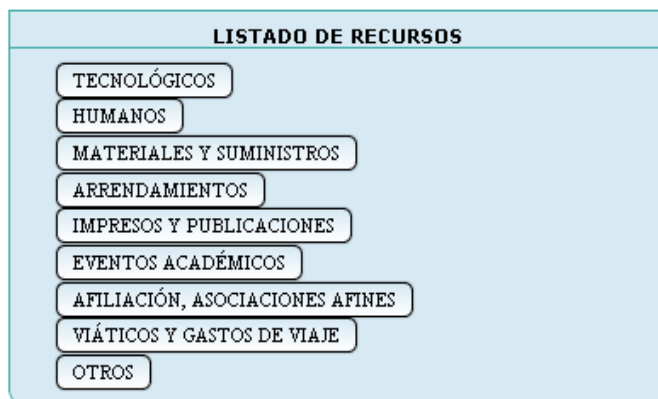 LISTADO DE RECURSOS
TECNOLÓGICOS
HUMANOS
MATERIALES Y SUMINISTROS
ARRENDAMIENTOS
IMPRESOS Y PUBLICACIONES
EVENTOS ACADÉMICOS
AFILIACIÓN, ASOCIACIONES AFINES
VIÁTICOS Y GASTOS DE VIAJE
OTROS